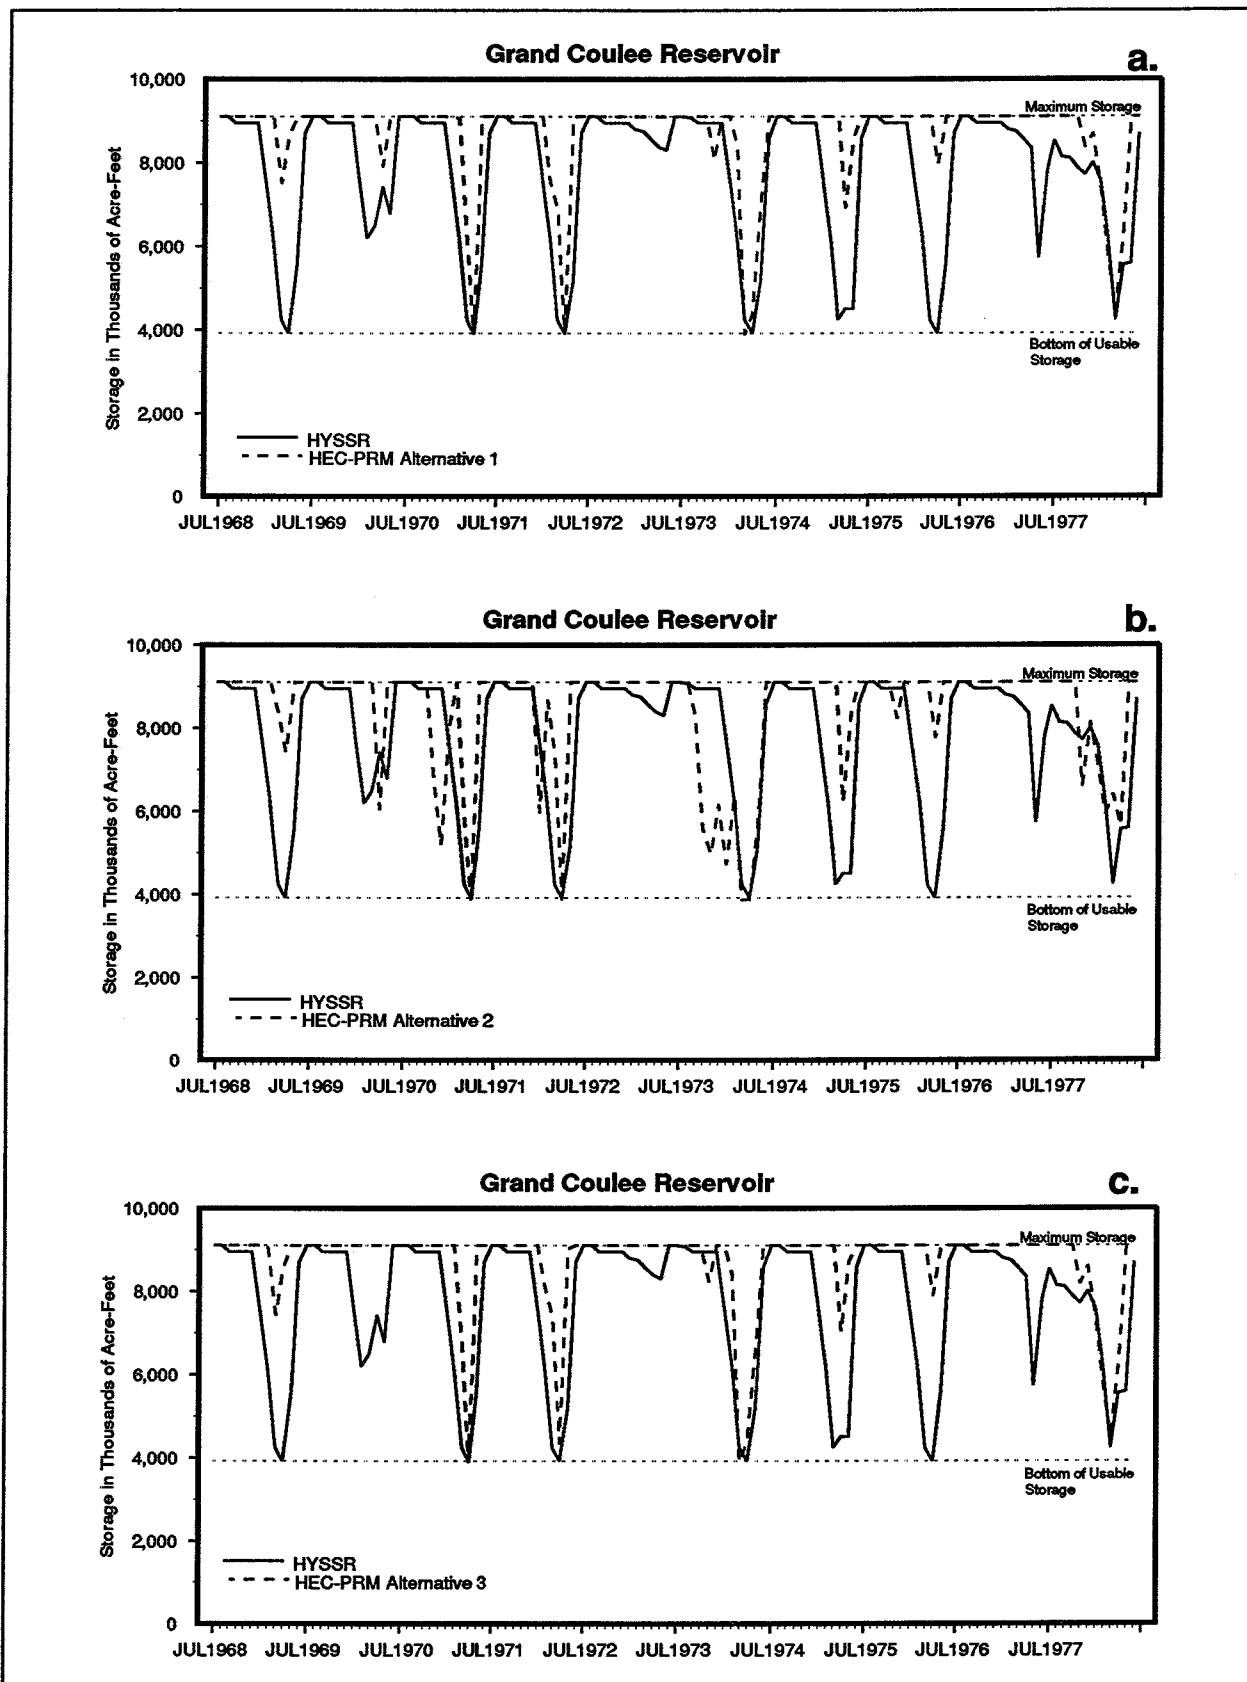 Grand Coulee Reservoir
a.
10,000
Maximum Storage
8,000
6,000
4,000
Bottom of Usable
Storage
2,000
0
Storage in Thousands of Acre-Feet
HYSSR
HEC-PRM Alternative 1
JUL1968 JUL1969 JUL1970 JUL1971 JUL1972 JUL1973 JUL1974 JUL1975 JUL1976 JUL1977
Grand Coulee Reservoir
b.
10,000
Maximum Storage
8,000
6,000
4,000
Bottom of Usable
Storage
2,000
0
Storage in Thousands of Acre-Feet
HYSSR
HEC-PRM Alternative 2
JUL1968 JUL1969 JUL1970 JUL1971 JUL1972 JUL1973 JUL1974 JUL1975 JUL1976 JUL1977
Grand Coulee Reservoir
c.
10,000
Maximum Storage
8,000
6,000
4,000
Bottom of Usable
Storage
2,000
0
Storage in Thousands of Acre-Feet
HYSSR
HEC-PRM Alternative 3
JUL1968 JUL1969 JUL1970 JUL1971 JUL1972 JUL1973 JUL1974 JUL1975 JUL1976 JUL1977